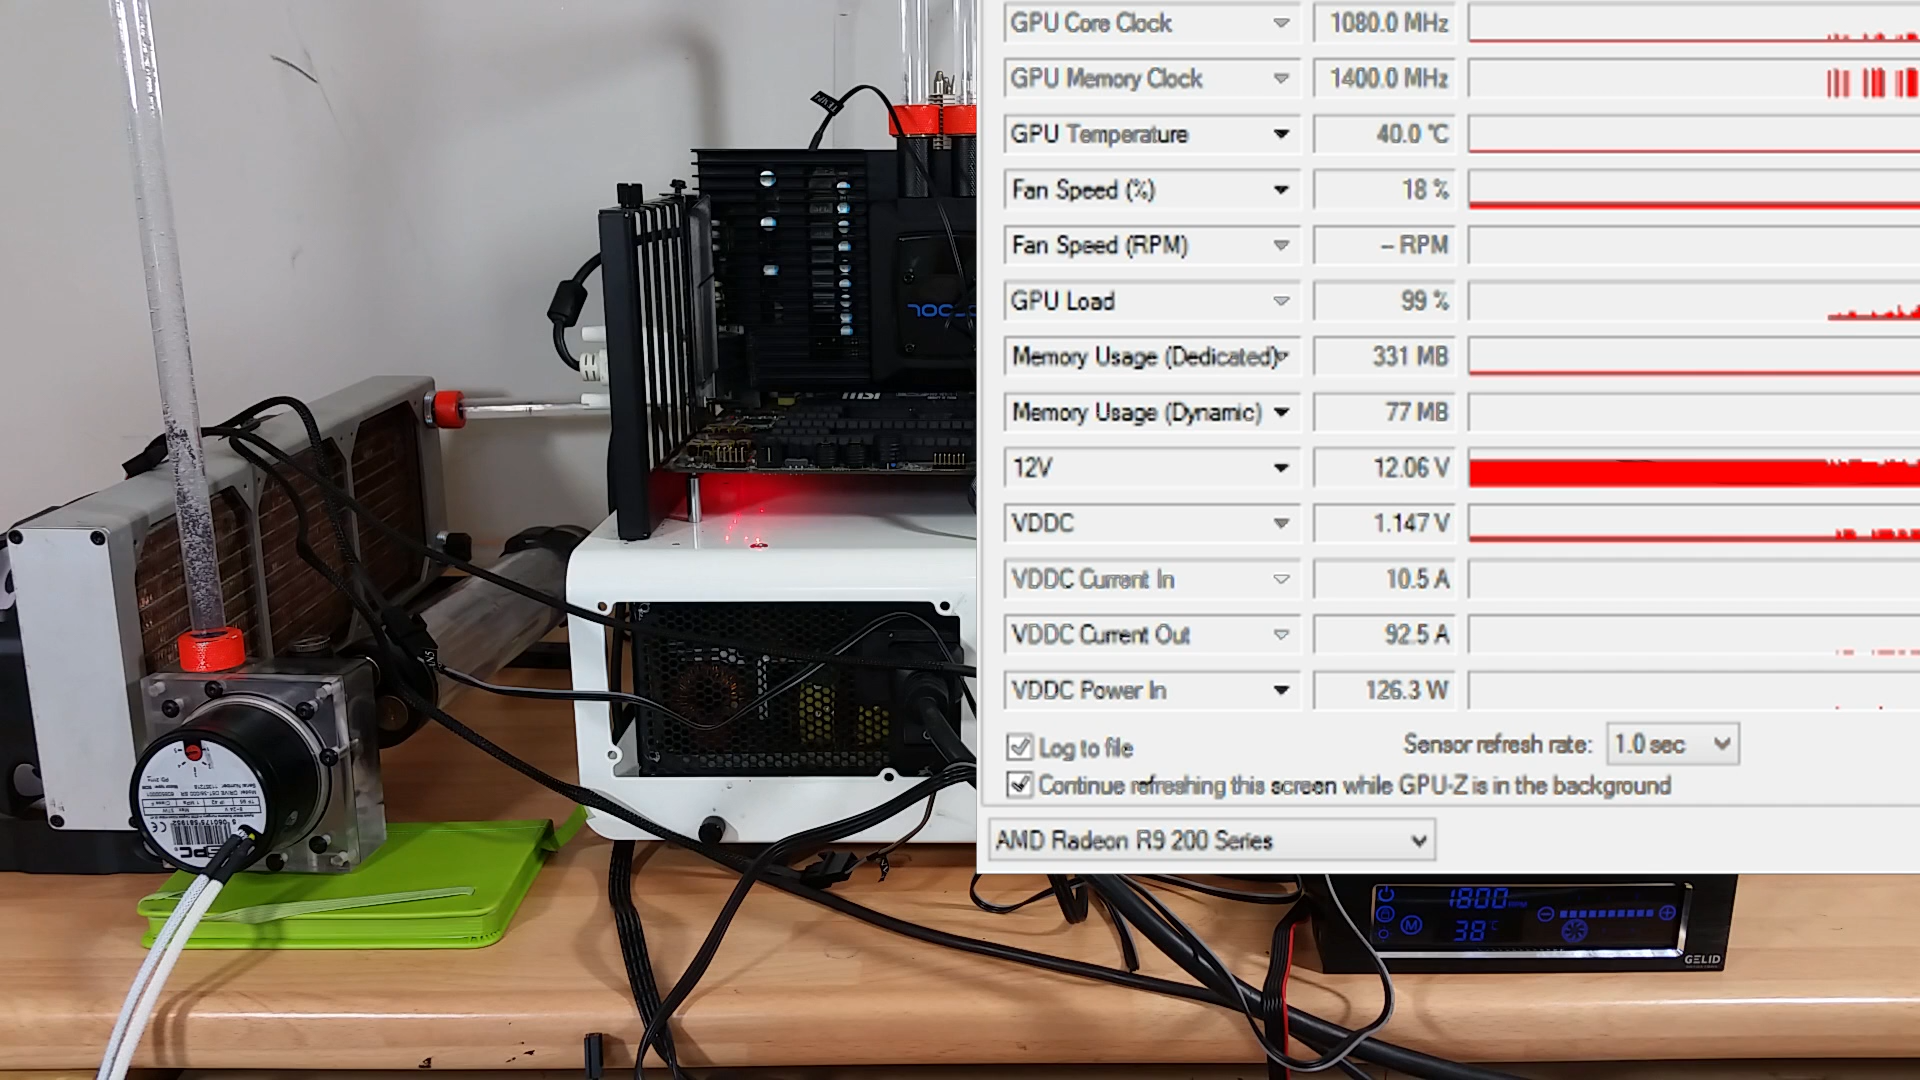 GPU Core Clock 1080.0 MHz
GPU Memory Clock 1400.0 MHz
GPU Temperature 40.0 °C
Fan Speed (%) 18 %
Fan Speed (RPM) – RPM
GPU Load 99 %
Memory Usage (Dedicated) 331 MB
Memory Usage (Dynamic) 77 MB
12V 12.06 V
VDDC 1.147 V
VDDC Current In 10.5 A
VDDC Current Out 92.5 A
VDDC Power In 126.3 W
Log to file
Sensor refresh rate: 1.0 sec
Continue refreshing this screen while GPU-Z is in the background
AMD Radeon R9 200 Series
msi
1800 RPM
M
38 °C
GELID